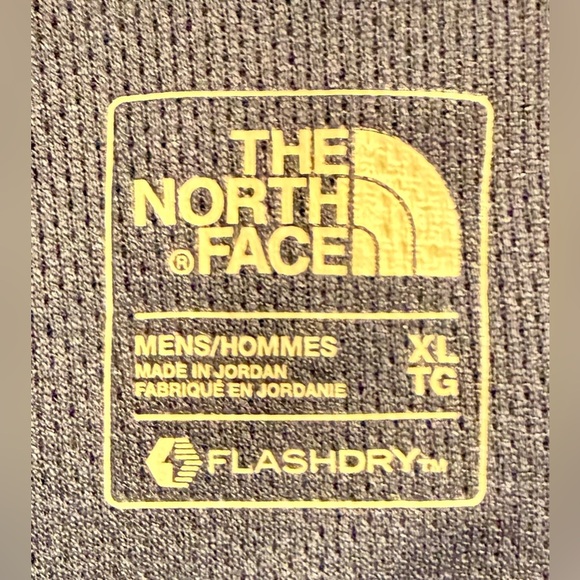 THE
NORTH
®FACE
MENS/HOMMES XL
MADE IN JORDAN TG
FABRIQUÉ EN JORDANIE
FLASHDRY™